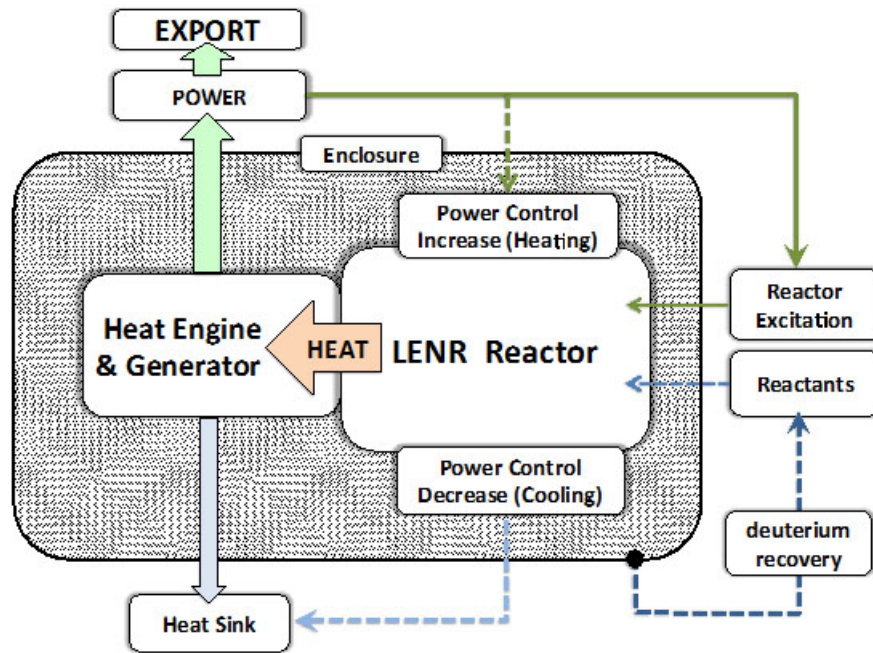 EXPORT
POWER
Enclosure
Power Control
Increase (Heating)
Heat Engine
& Generator
HEAT
LENR Reactor
Reactor
Excitation
Reactants
Power Control
Decrease (Cooling)
deuterium
recovery
Heat Sink